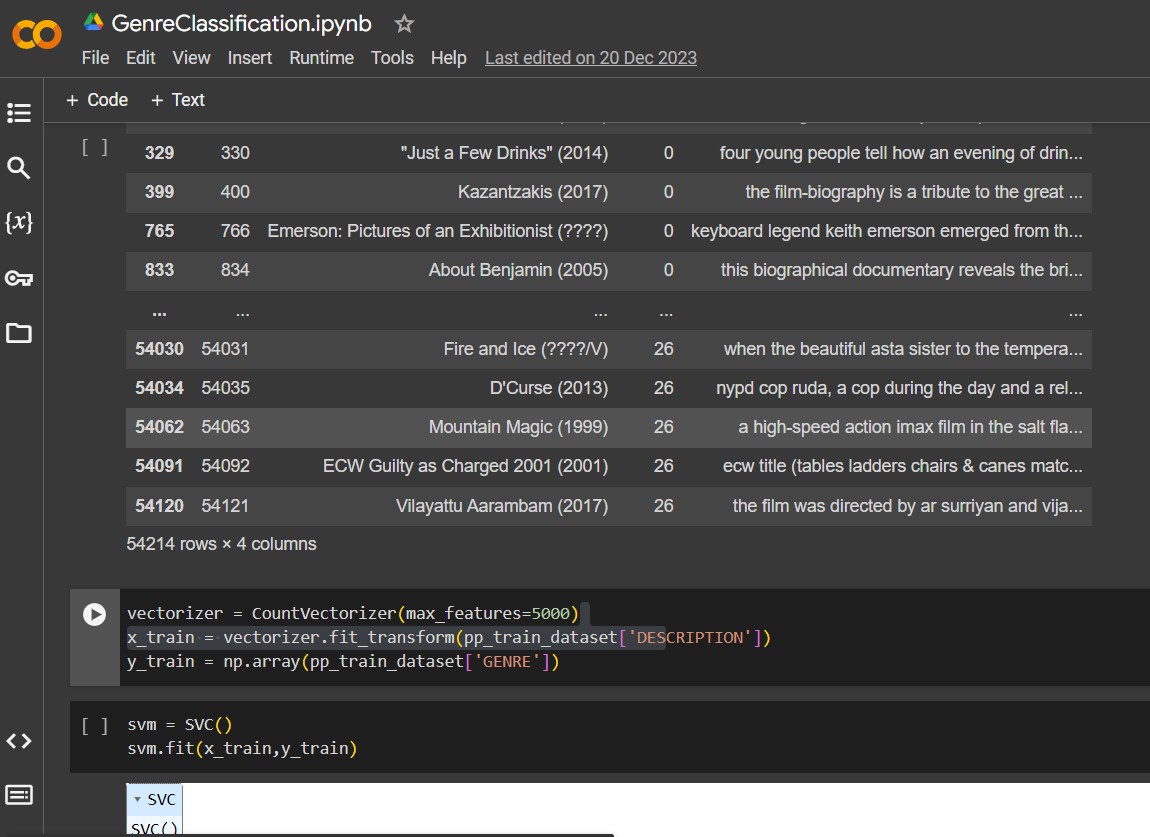 GenreClassification.ipynb
File Edit View Insert Runtime Tools Help Last edited on 20 Dec 2023
+ Code + Text
[ ] 329 330 "Just a Few Drinks" (2014) 0 four young people tell how an evening of drin...
399 400 Kazantzakis (2017) 0 the film-biography is a tribute to the great ...
765 766 Emerson: Pictures of an Exhibitionist (????) 0 keyboard legend keith emerson emerged from th...
833 834 About Benjamin (2005) 0 this biographical documentary reveals the bri...
... ... ... ... ...
54030 54031 Fire and Ice (????/V) 26 when the beautiful asta sister to the tempera...
54034 54035 D'Curse (2013) 26 nypd cop ruda, a cop during the day and a rel...
54062 54063 Mountain Magic (1999) 26 a high-speed action imax film in the salt fla...
54091 54092 ECW Guilty as Charged 2001 (2001) 26 ecw title (tables ladders chairs & canes matc...
54120 54121 Vilayattu Aarambam (2017) 26 the film was directed by ar surriyan and vija...
54214 rows × 4 columns
vectorizer = CountVectorizer(max_features=5000)
x_train = vectorizer.fit_transform(pp_train_dataset['DESCRIPTION'])
y_train = np.array(pp_train_dataset['GENRE'])
[ ] svm = SVC()
svm.fit(x_train,y_train)
▾ SVC
SVC()